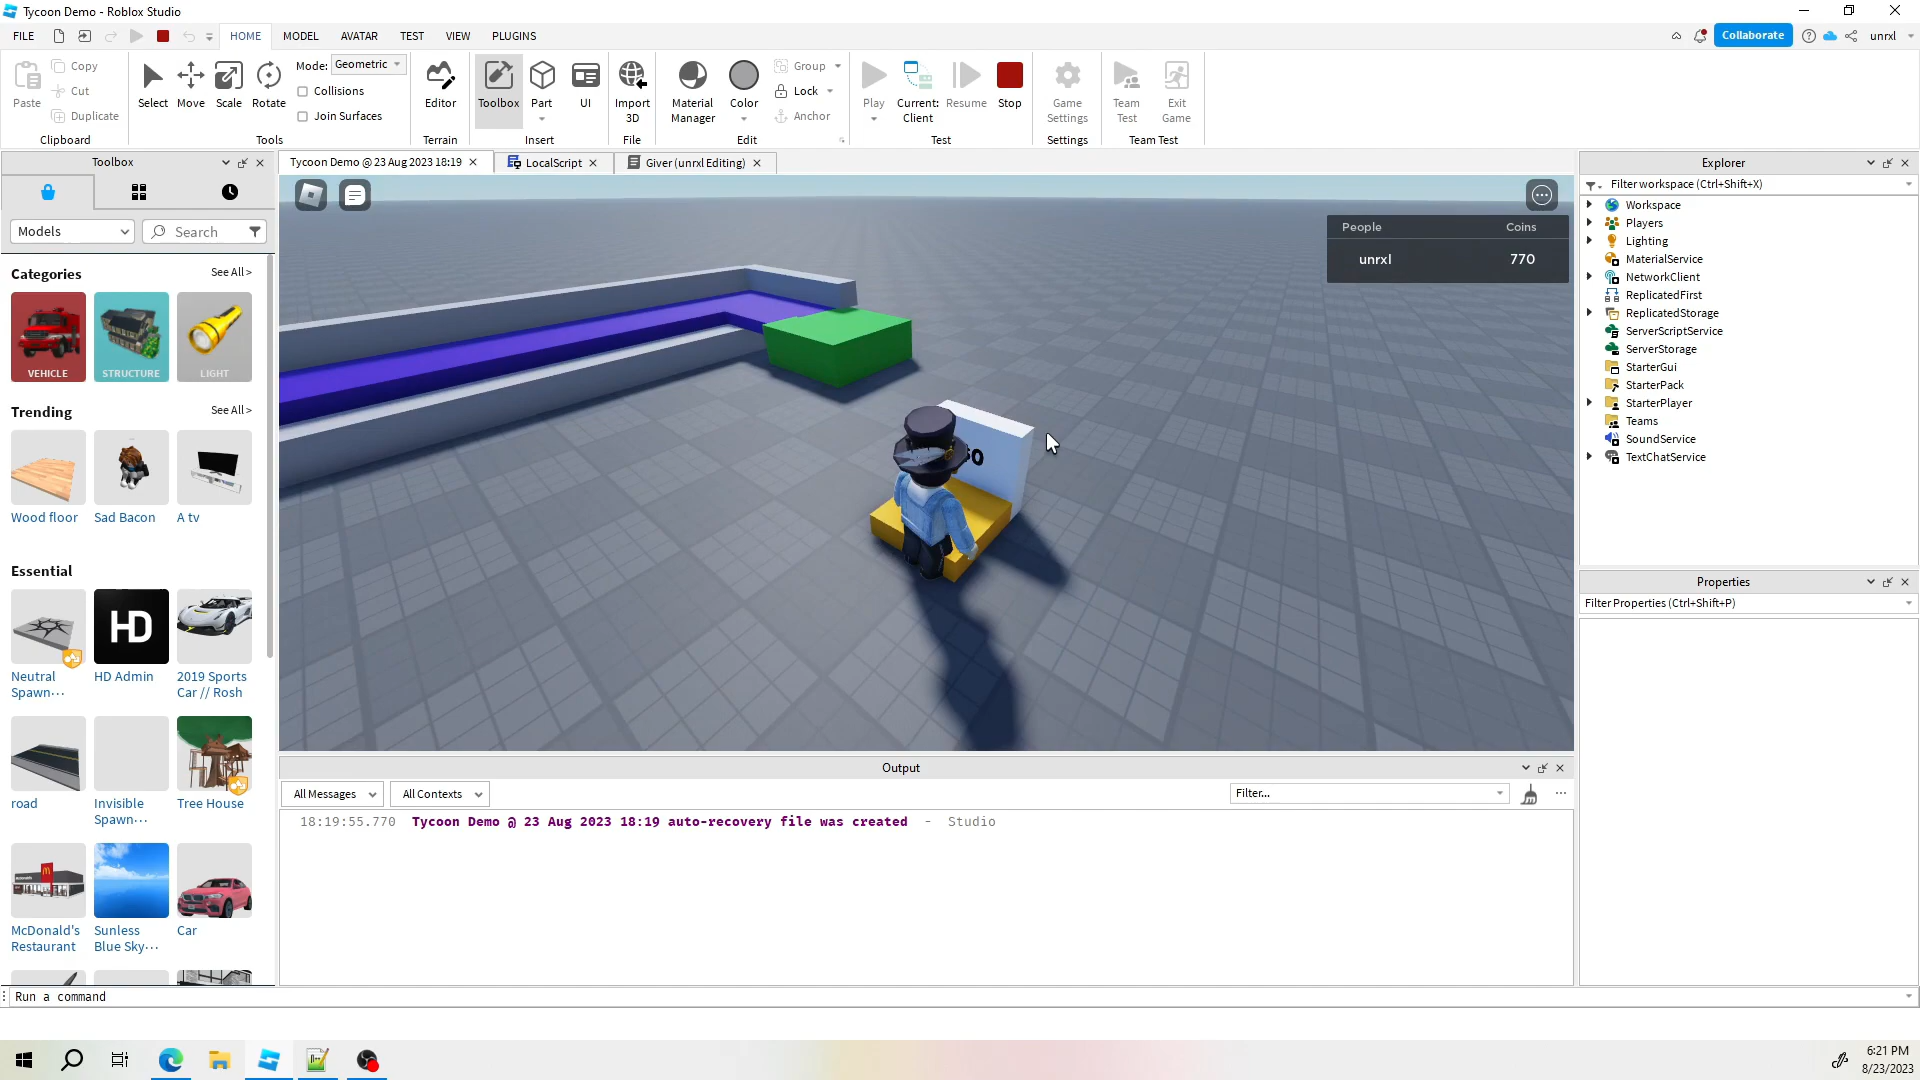 Tycoon Demo - Roblox Studio
FILE
HOME
MODEL
AVATAR
TEST
VIEW
PLUGINS
Collaborate
unrxl
Paste
Copy
Cut
Duplicate
Clipboard
Select
Move
Scale
Rotate
Mode:
Geometric
Collisions
Join Surfaces
Tools
Editor
Terrain
Toolbox
Part
UI
Insert
Import
3D
File
Material
Manager
Color
Group
Lock
Anchor
Edit
Play
Current:
Client
Resume
Stop
Test
Game
Settings
Settings
Team
Test
Exit
Game
Team Test
Toolbox
Models
Search
Categories
See All >
VEHICLE
STRUCTURE
LIGHT
Trending
See All >
Wood floor
Sad Bacon
A tv
Essential
HD
Neutral
Spawn...
HD Admin
2019 Sports
Car // Rosh
road
Invisible
Spawn...
Tree House
McDonald's
Restaurant
Sunless
Blue Sky...
Car
Tycoon Demo @ 23 Aug 2023 18:19
LocalScript
Giver (unrxl Editing)
People
Coins
unrxl
770
Output
All Messages
All Contexts
Filter...
18:19:55.770 Tycoon Demo @ 23 Aug 2023 18:19 auto-recovery file was created - Studio
Explorer
Filter workspace (Ctrl+Shift+X)
Workspace
Players
Lighting
MaterialService
NetworkClient
ReplicatedFirst
ReplicatedStorage
ServerScriptService
ServerStorage
StarterGui
StarterPack
StarterPlayer
Teams
SoundService
TextChatService
Properties
Filter Properties (Ctrl+Shift+P)
Run a command
6:21 PM
8/23/2023